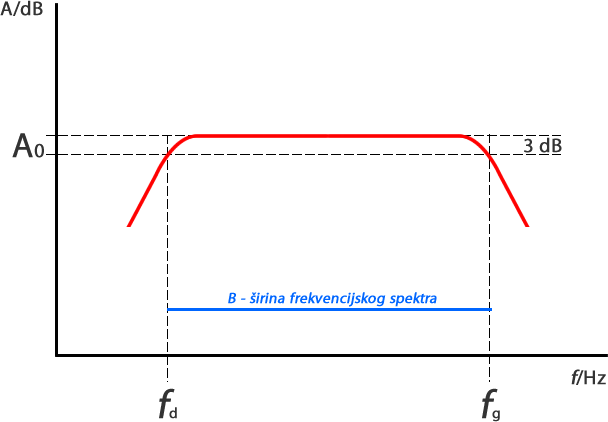 A/dB
A0
3 dB
B - širina frekvencijskog spektra
f/Hz
fd
fg